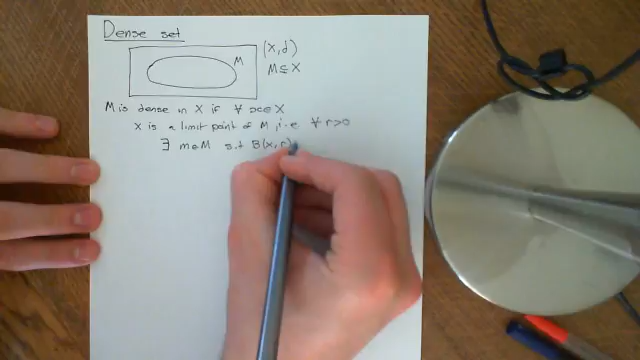 Dense set
M
(X,d)
M⊆X
M is dense in X if ∀ x∈X
x is a limit point of M, i-e ∀ r>0
∃ m∈M s.t B(x,r)